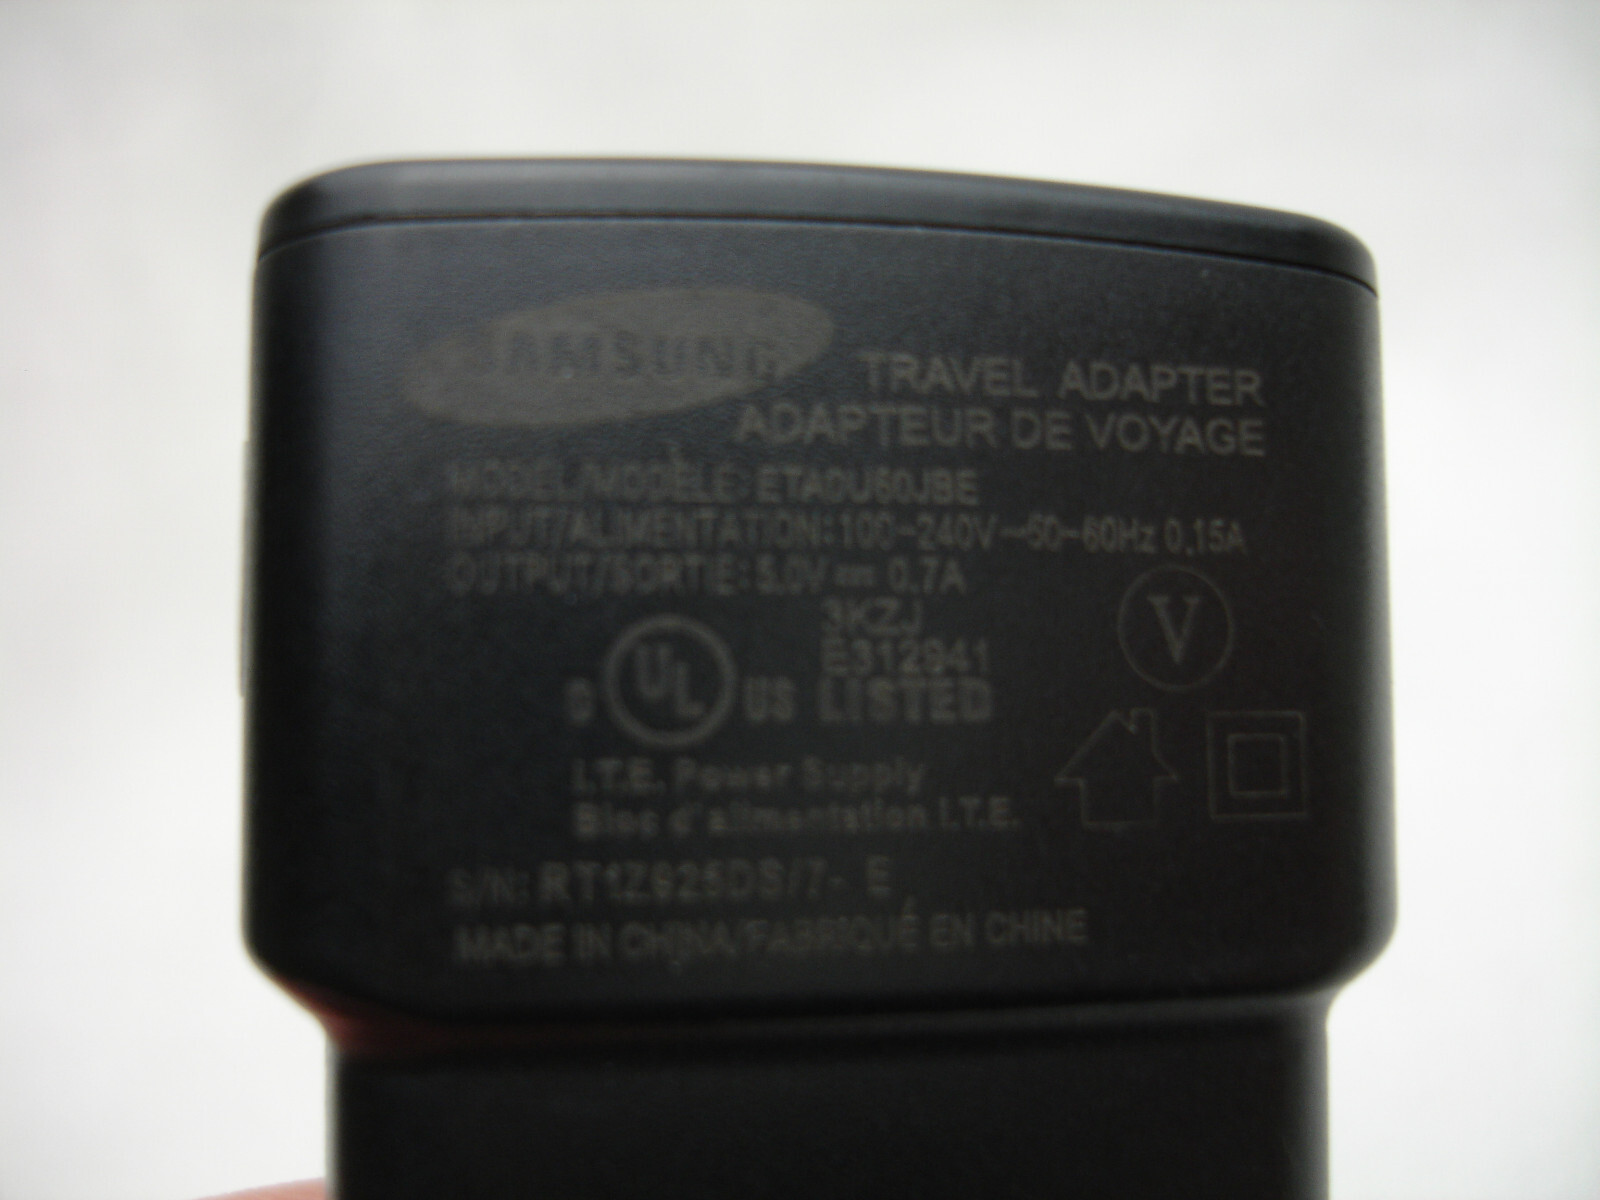 SAMSUNG
TRAVEL ADAPTER
ADAPTEUR DE VOYAGE
MODEL/MODÈLE: ETA0U60JBE
INPUT/ALIMENTATION: 100-240V~50-60Hz 0.15A
OUTPUT/SORTIE: 5.0V ⎓ 0.7A
3KZJ
E312941
C UL US LISTED
V
I.T.E. Power Supply
Bloc d'alimentation I.T.E.
S/N: RT1Z925DS/7- E
MADE IN CHINA/FABRIQUÉ EN CHINE